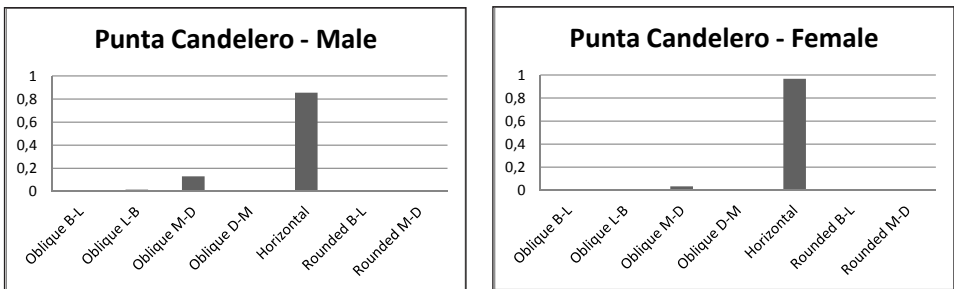 Punta Candelero - Male
1
0,8
0,6
0,4
0,2
0
Oblique B-L
Oblique L-B
Oblique M-D
Oblique D-M
Horizontal
Rounded B-L
Rounded M-D
Punta Candelero - Female
1
0,8
0,6
0,4
0,2
0
Oblique B-L
Oblique L-B
Oblique M-D
Oblique D-M
Horizontal
Rounded B-L
Rounded M-D